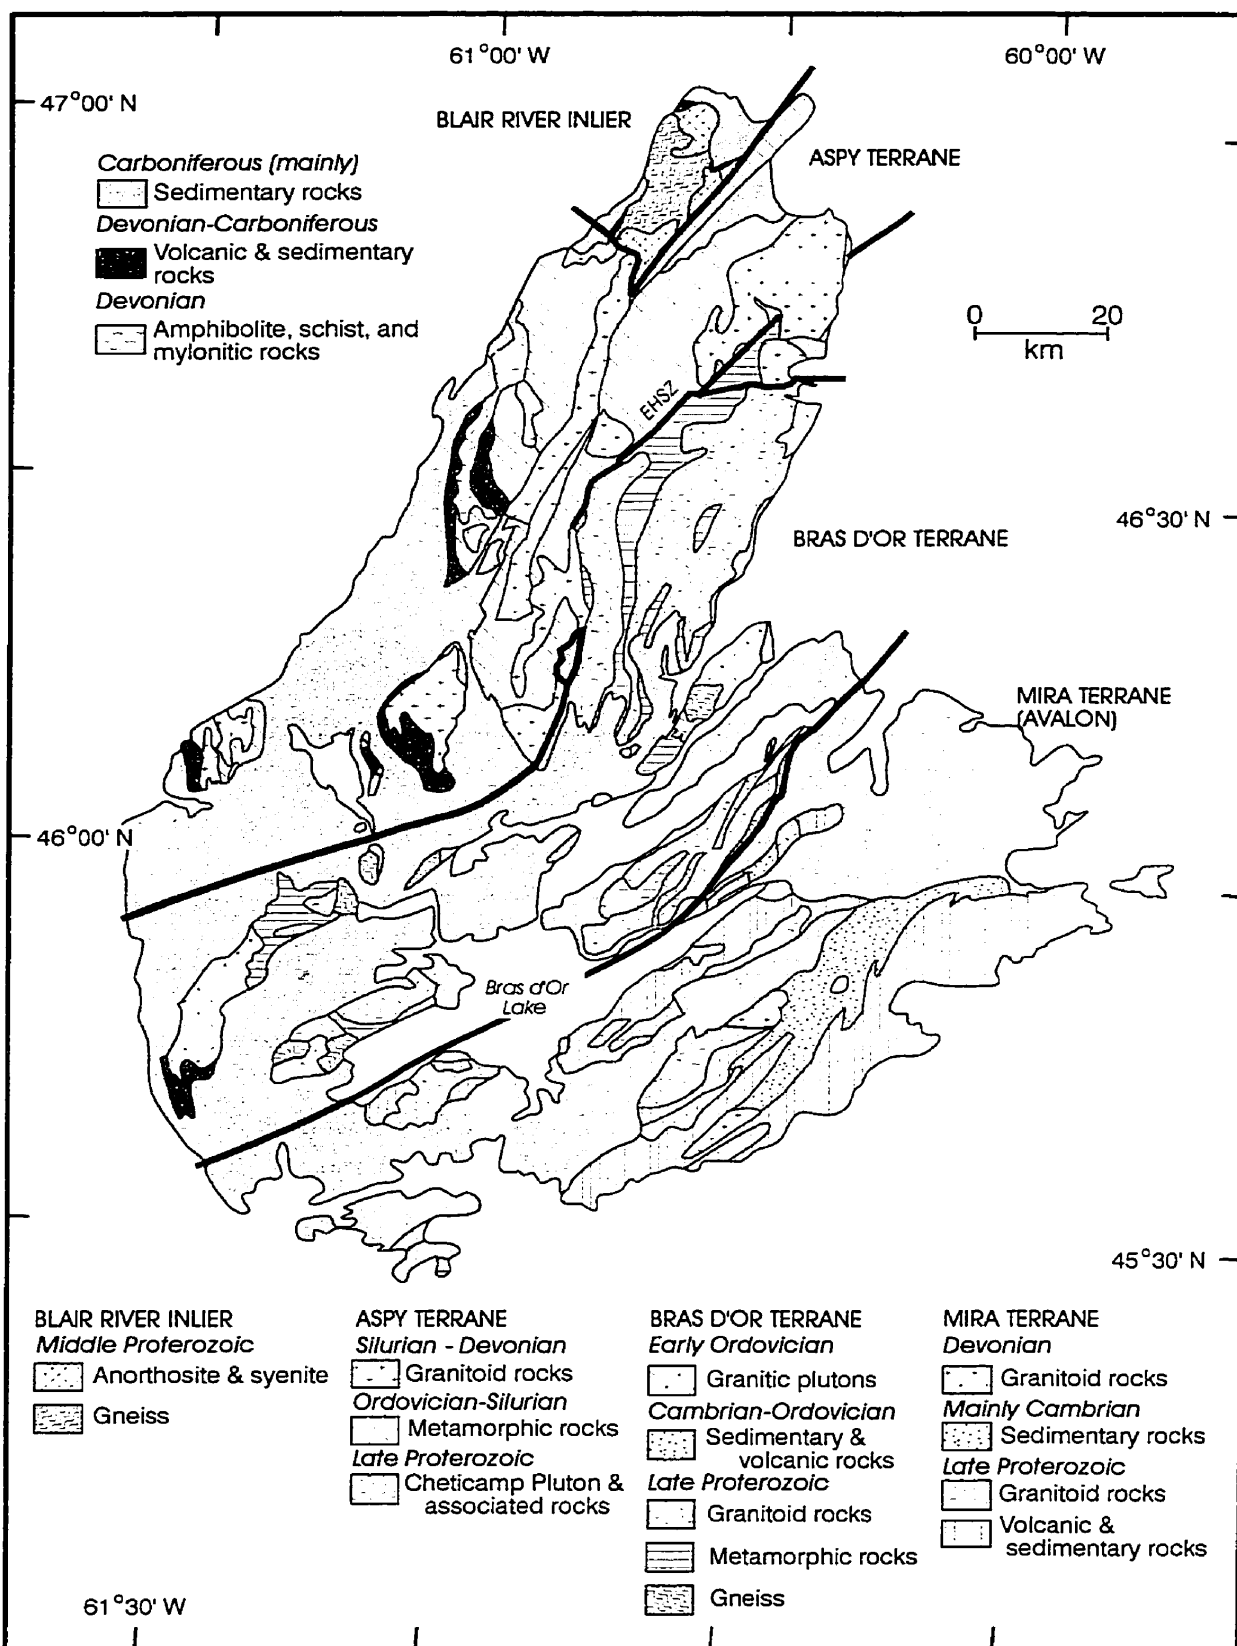 61°00' W
60°00' W
47°00' N
BLAIR RIVER INLIER
ASPY TERRANE
Carboniferous (mainly)
Sedimentary rocks
Devonian-Carboniferous
Volcanic & sedimentary
rocks
Devonian
Amphibolite, schist, and
mylonitic rocks
0 20
km
EHSZ
46°30' N
BRAS D'OR TERRANE
MIRA TERRANE
(AVALON)
46°00' N
Bras d'Or
Lake
45°30' N
BLAIR RIVER INLIER
Middle Proterozoic
Anorthosite & syenite
Gneiss
ASPY TERRANE
Silurian - Devonian
Granitoid rocks
Ordovician-Silurian
Metamorphic rocks
Late Proterozoic
Cheticamp Pluton &
associated rocks
BRAS D'OR TERRANE
Early Ordovician
Granitic plutons
Cambrian-Ordovician
Sedimentary &
volcanic rocks
Late Proterozoic
Granitoid rocks
Metamorphic rocks
Gneiss
MIRA TERRANE
Devonian
Granitoid rocks
Mainly Cambrian
Sedimentary rocks
Late Proterozoic
Granitoid rocks
Volcanic &
sedimentary rocks
61°30' W